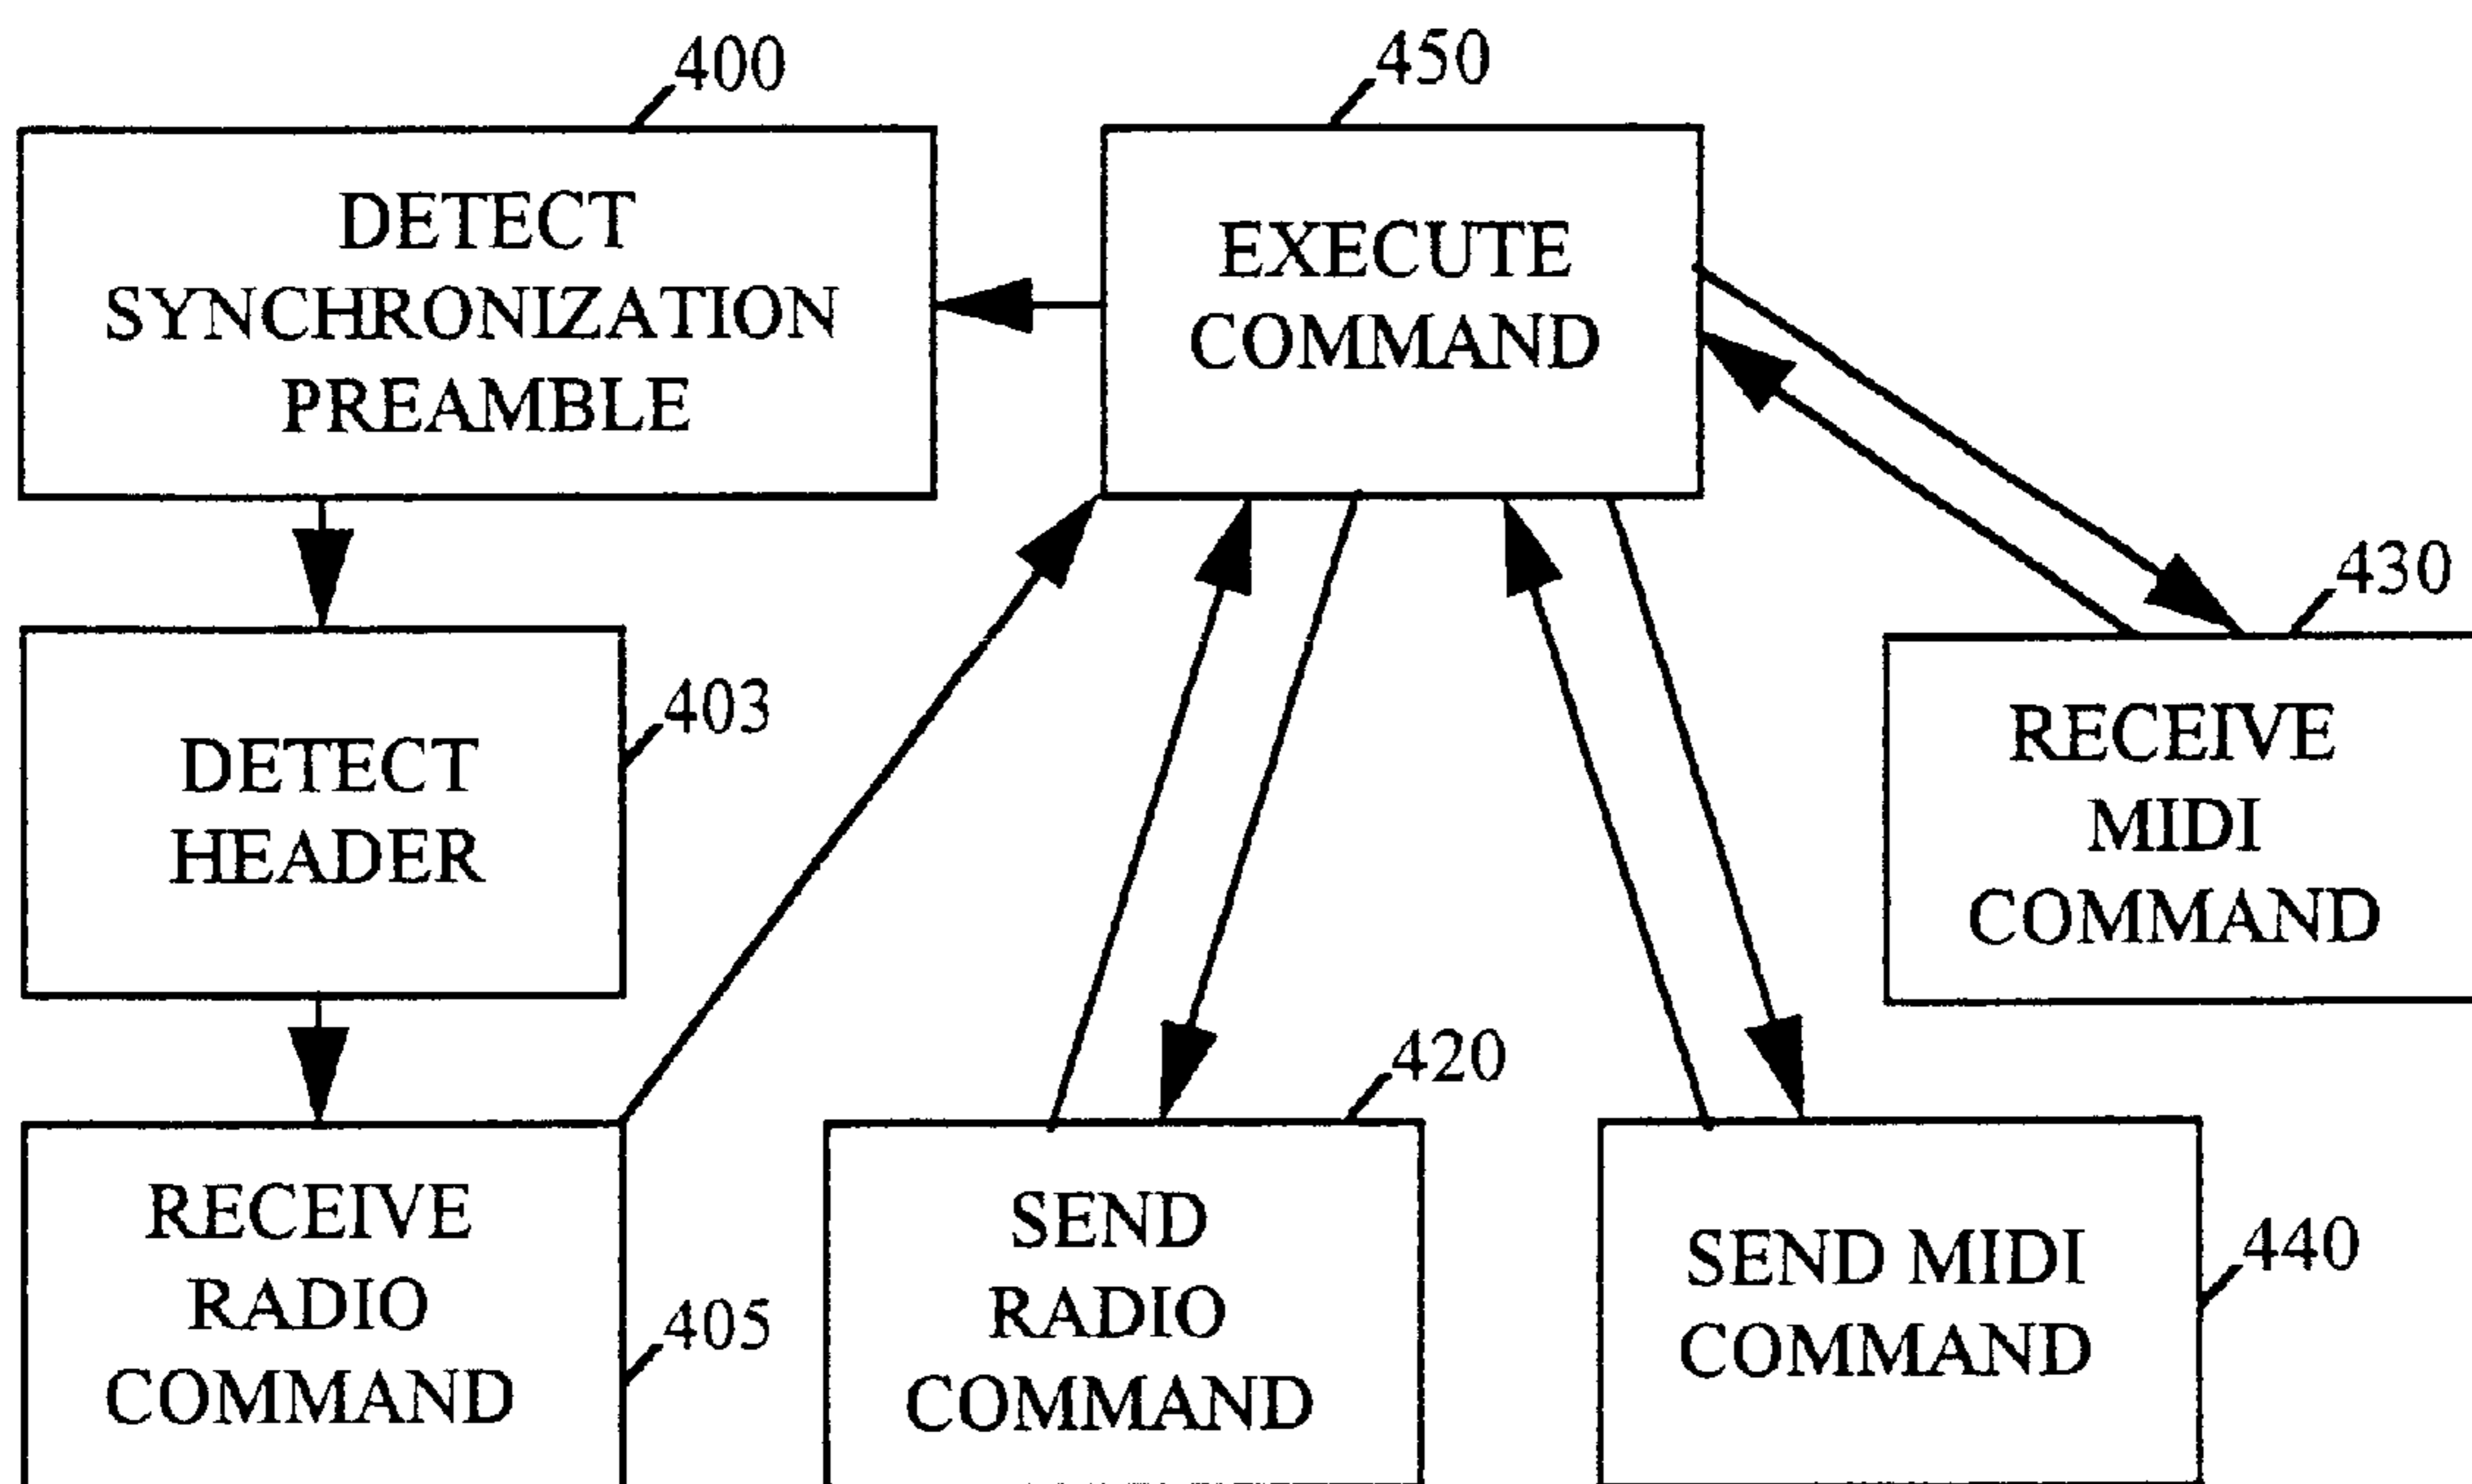 400
450
DETECT
SYNCHRONIZATION
PREAMBLE
EXECUTE
COMMAND
430
403
DETECT
HEADER
RECEIVE
MIDI
COMMAND
420
RECEIVE
RADIO
COMMAND
405
SEND
RADIO
COMMAND
SEND MIDI
COMMAND
440